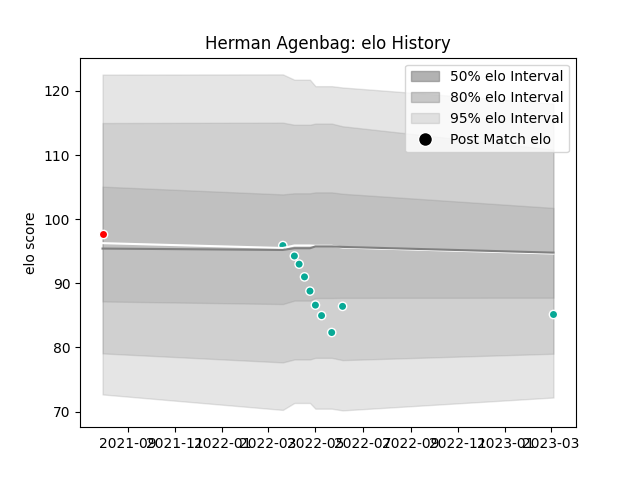 Herman Agenbag: elo History
50% elo Interval
80% elo Interval
95% elo Interval
Post Match elo
elo score
120
110
100
90
80
70
2021-09 2021-11 2022-01 2022-03 2022-05 2022-07 2022-09 2022-11 2023-01 2023-03